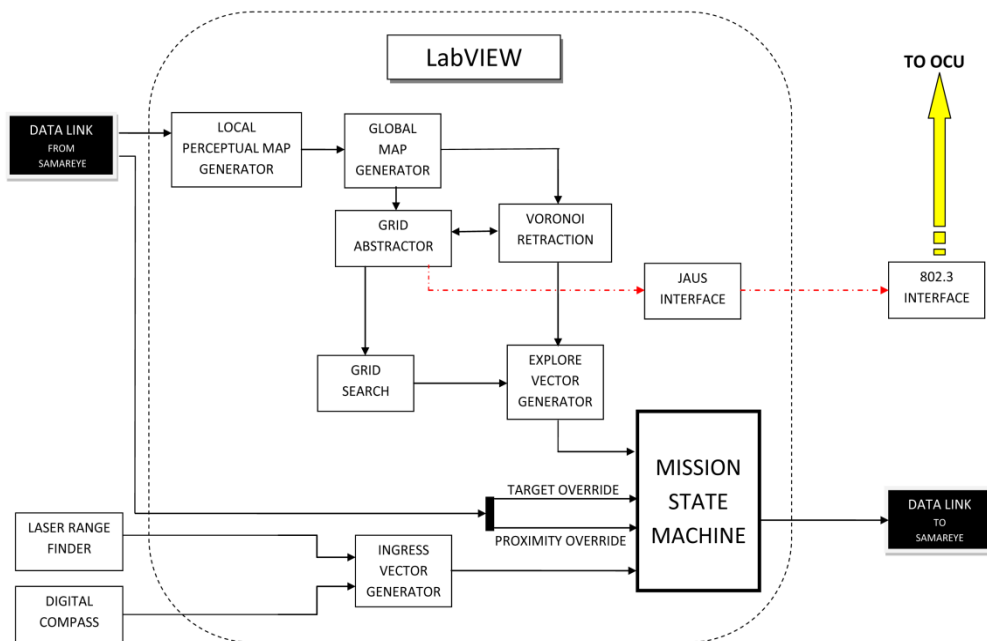 LabVIEW
TO OCU
DATA LINK
FROM
SAMAREYE
LOCAL
PERCEPTUAL MAP
GENERATOR
GLOBAL
MAP
GENERATOR
GRID
ABSTRACTOR
VORONOI
RETRACTION
JAUS
INTERFACE
802.3
INTERFACE
GRID
SEARCH
EXPLORE
VECTOR
GENERATOR
MISSION
STATE
MACHINE
TARGET OVERRIDE
PROXIMITY OVERRIDE
DATA LINK
TO
SAMAREYE
LASER RANGE
FINDER
INGRESS
VECTOR
GENERATOR
DIGITAL
COMPASS